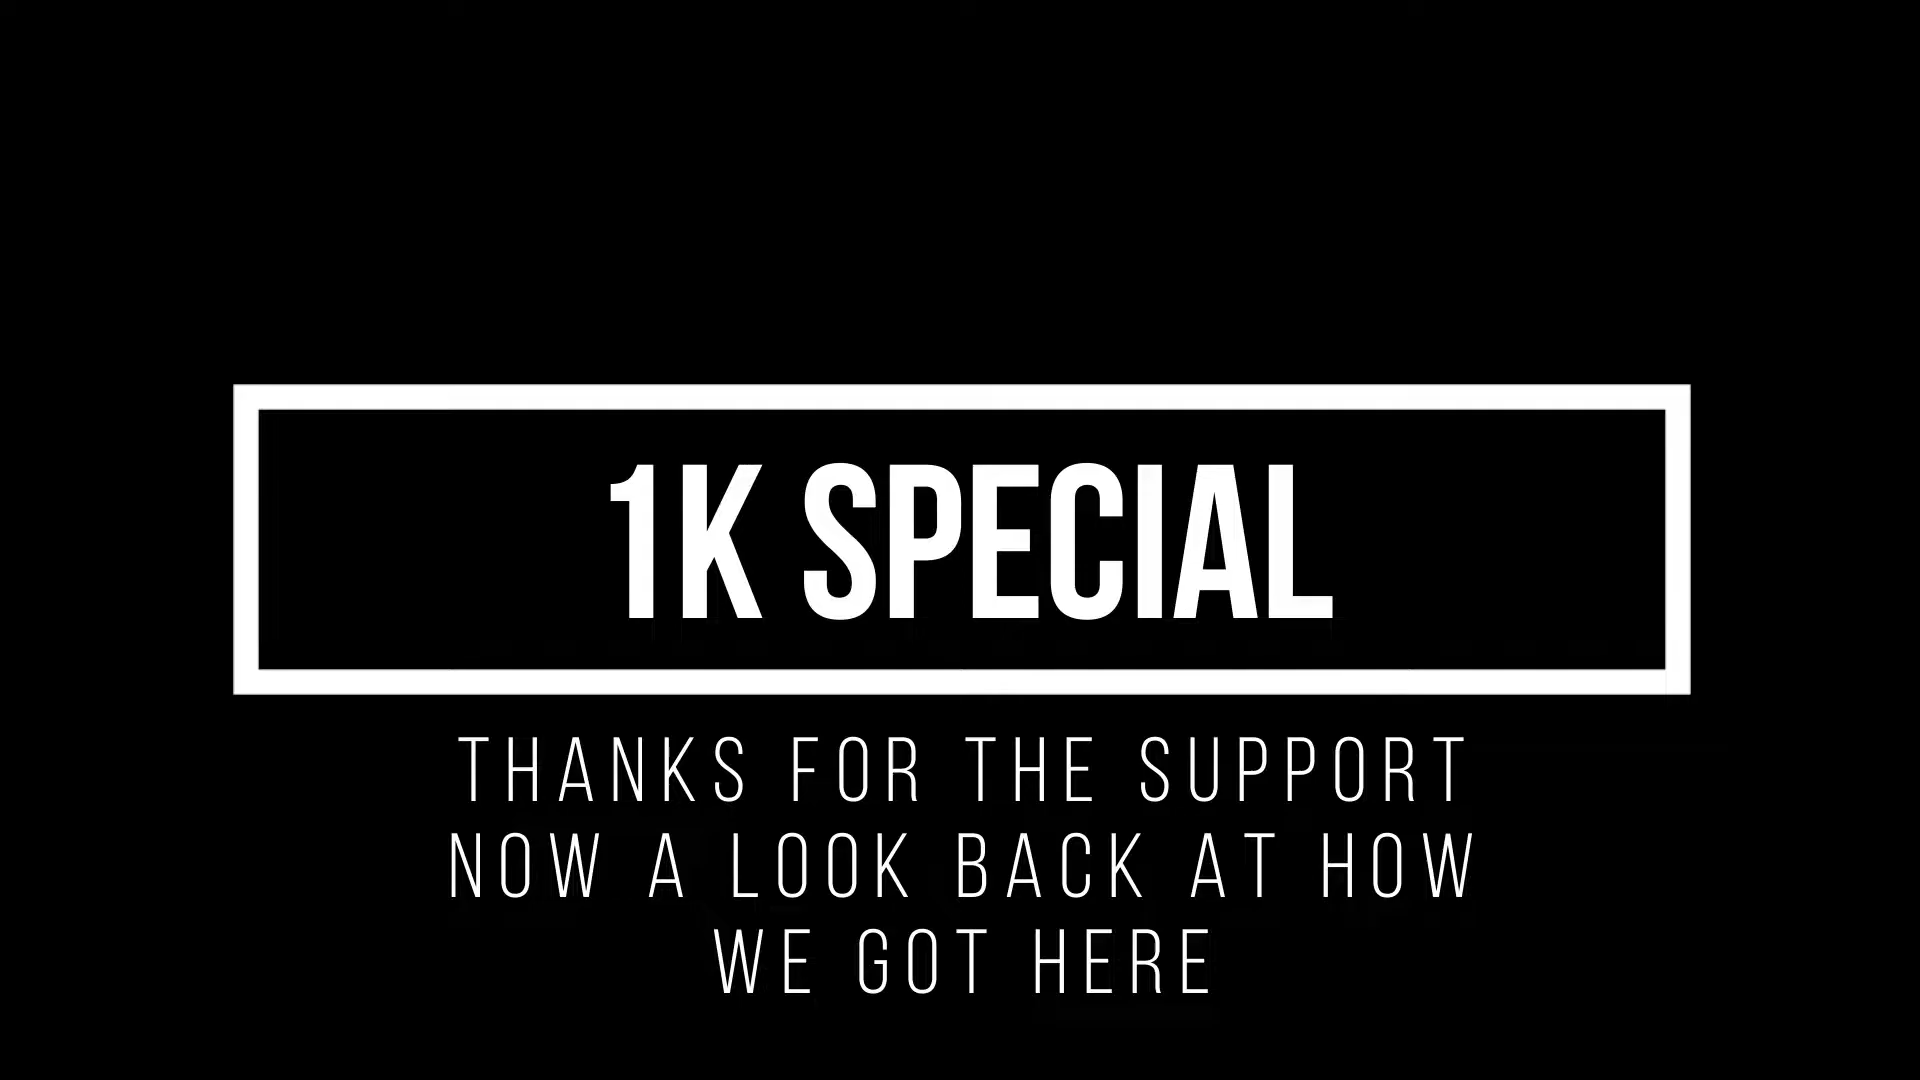 1K SPECIAL
THANKS FOR THE SUPPORT
NOW A LOOK BACK AT HOW
WE GOT HERE